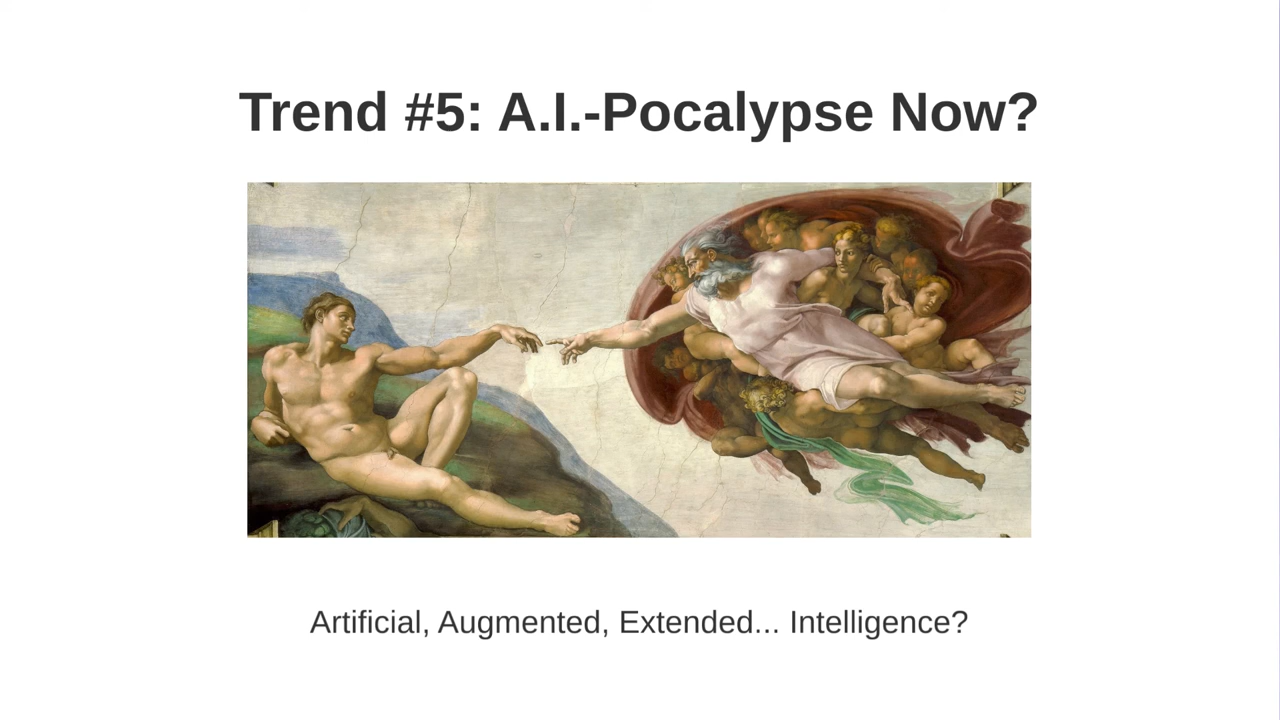 Trend #5: A.I.-Pocalypse Now?
Artificial, Augmented, Extended... Intelligence?